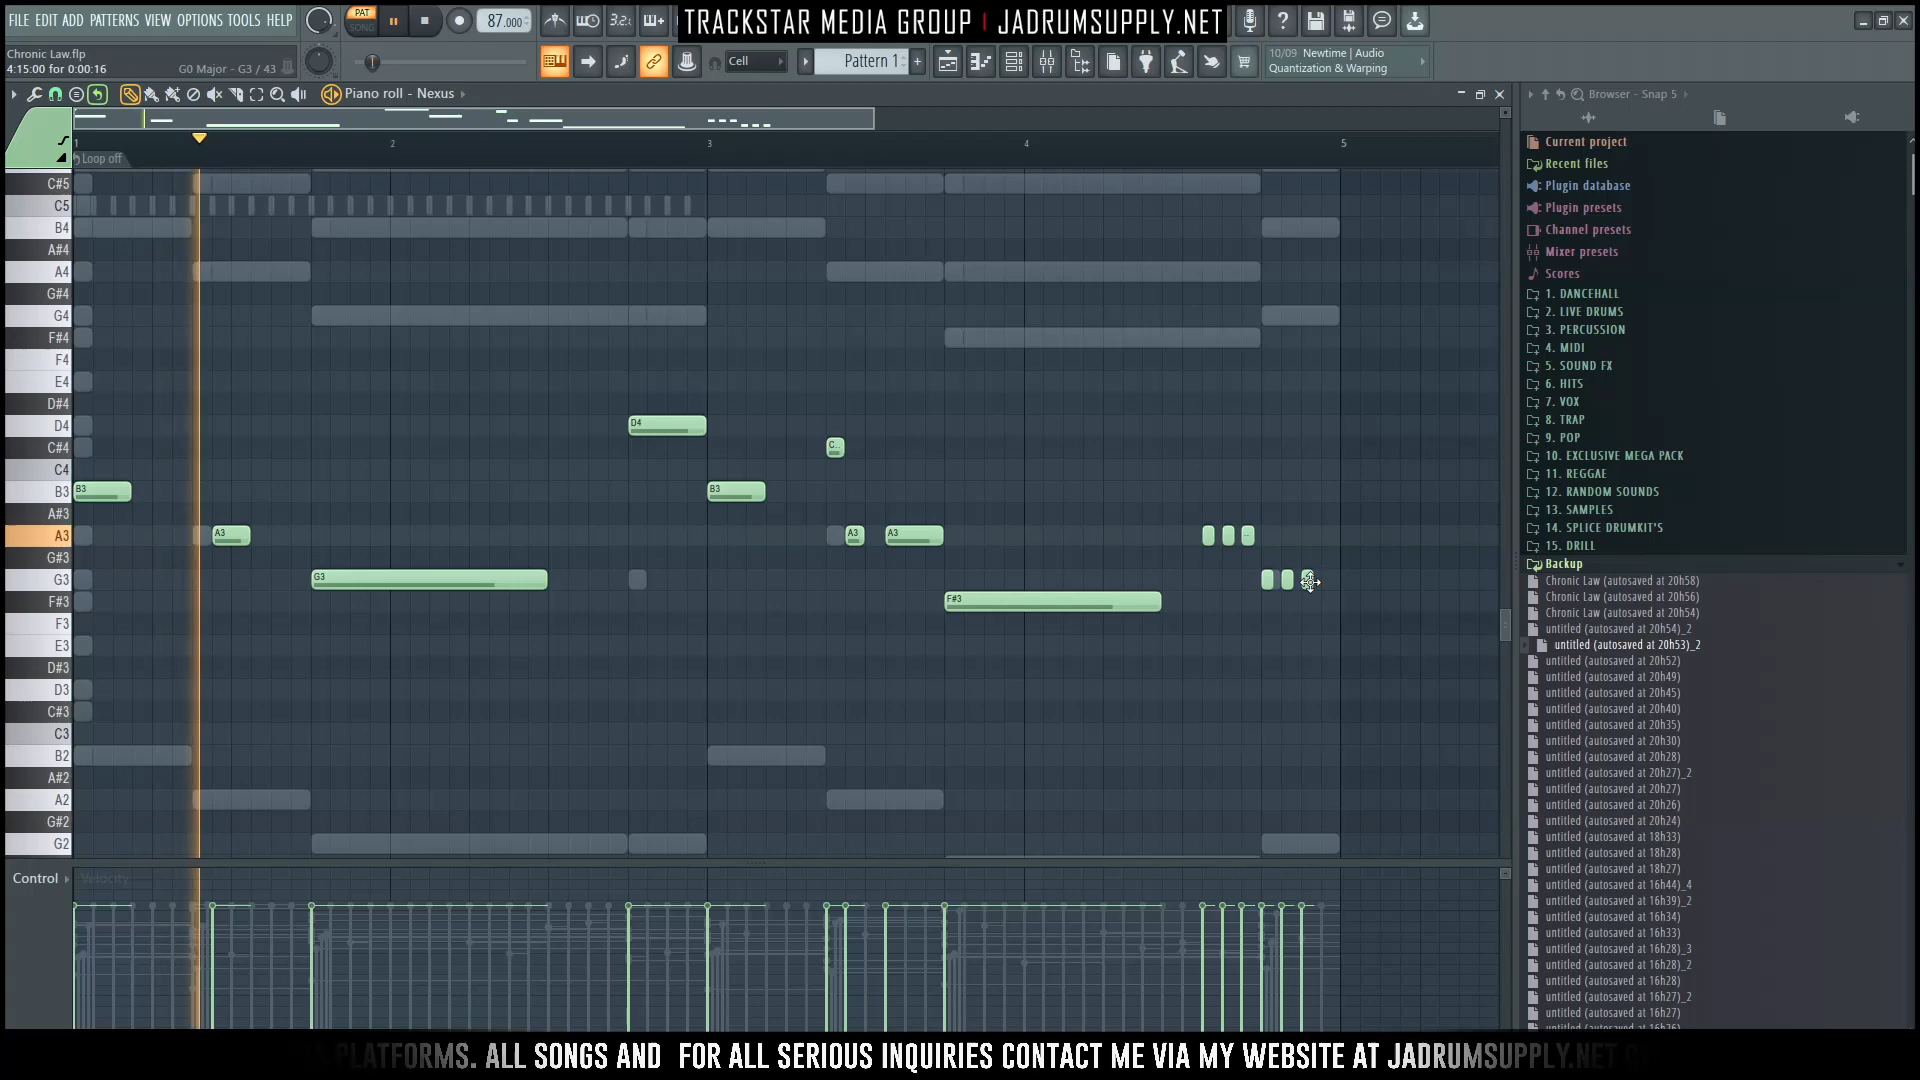 FILE EDIT ADD PATTERNS VIEW OPTIONS TOOLS HELP
PAT
SONG
87.000
3.2
TRACKSTAR MEDIA GROUP | JADRUMSUPPLY.NET
Chronic Law.flp
4:15:00 for 0:00:16
G0 Major - G3 / 43
Cell
Pattern 1
10/09 Newtime | Audio
Quantization & Warping
Piano roll - Nexus
Browser - Snap 5
1
2
3
4
5
Loop off
C#5
C5
B4
A#4
A4
G#4
G4
F#4
F4
E4
D#4
D4
D4
C#4
C..
C4
B3
B3
B3
A#3
A3
A3
A3
A3
G#3
G3
G3
F#3
F#3
F3
E3
D#3
D3
C#3
C3
B2
A#2
A2
G#2
G2
Control
Velocity
Current project
Recent files
Plugin database
Plugin presets
Channel presets
Mixer presets
Scores
1. DANCEHALL
2. LIVE DRUMS
3. PERCUSSION
4. MIDI
5. SOUND FX
6. HITS
7. VOX
8. TRAP
9. POP
10. EXCLUSIVE MEGA PACK
11. REGGAE
12. RANDOM SOUNDS
13. SAMPLES
14. SPLICE DRUMKIT'S
15. DRILL
Backup
Chronic Law (autosaved at 20h58)
Chronic Law (autosaved at 20h56)
Chronic Law (autosaved at 20h54)
untitled (autosaved at 20h54)_2
untitled (autosaved at 20h53)_2
untitled (autosaved at 20h52)
untitled (autosaved at 20h49)
untitled (autosaved at 20h45)
untitled (autosaved at 20h40)
untitled (autosaved at 20h35)
untitled (autosaved at 20h30)
untitled (autosaved at 20h28)
untitled (autosaved at 20h27)_2
untitled (autosaved at 20h27)
untitled (autosaved at 20h26)
untitled (autosaved at 20h24)
untitled (autosaved at 18h33)
untitled (autosaved at 18h28)
untitled (autosaved at 18h27)
untitled (autosaved at 16h44)_4
untitled (autosaved at 16h39)_2
untitled (autosaved at 16h34)
untitled (autosaved at 16h33)
untitled (autosaved at 16h28)_3
untitled (autosaved at 16h28)_2
untitled (autosaved at 16h28)
untitled (autosaved at 16h27)_2
untitled (autosaved at 16h27)
untitled (autosaved at 16h26)
PLATFORMS. ALL SONGS AND FOR ALL SERIOUS INQUIRIES CONTACT ME VIA MY WEBSITE AT JADRUMSUPPLY.NET